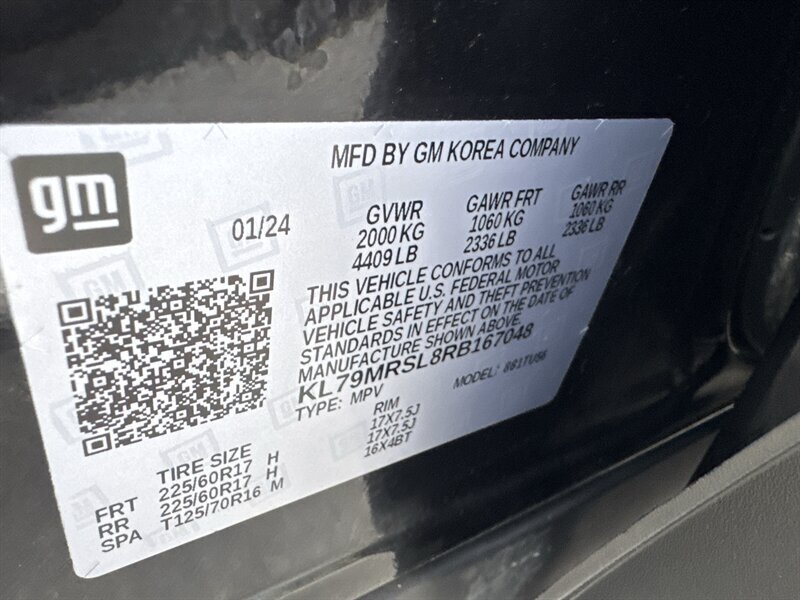 gm
MFD BY GM KOREA COMPANY
01/24
GVWR
2000 KG
4409 LB
GAWR FRT
1060 KG
2336 LB
GAWR RR
1060 KG
2336 LB
THIS VEHICLE CONFORMS TO ALL
APPLICABLE U.S. FEDERAL MOTOR
VEHICLE SAFETY AND THEFT PREVENTION
STANDARDS IN EFFECT ON THE DATE OF
MANUFACTURE SHOWN ABOVE.
KL79MRSL8RB167048
TYPE: MPV MODEL:
TIRE SIZE RIM
FRT 225/60R17 H 17X7.5J
RR 225/60R17 H 17X7.5J
SPA T125/70R16 M 16X4BT